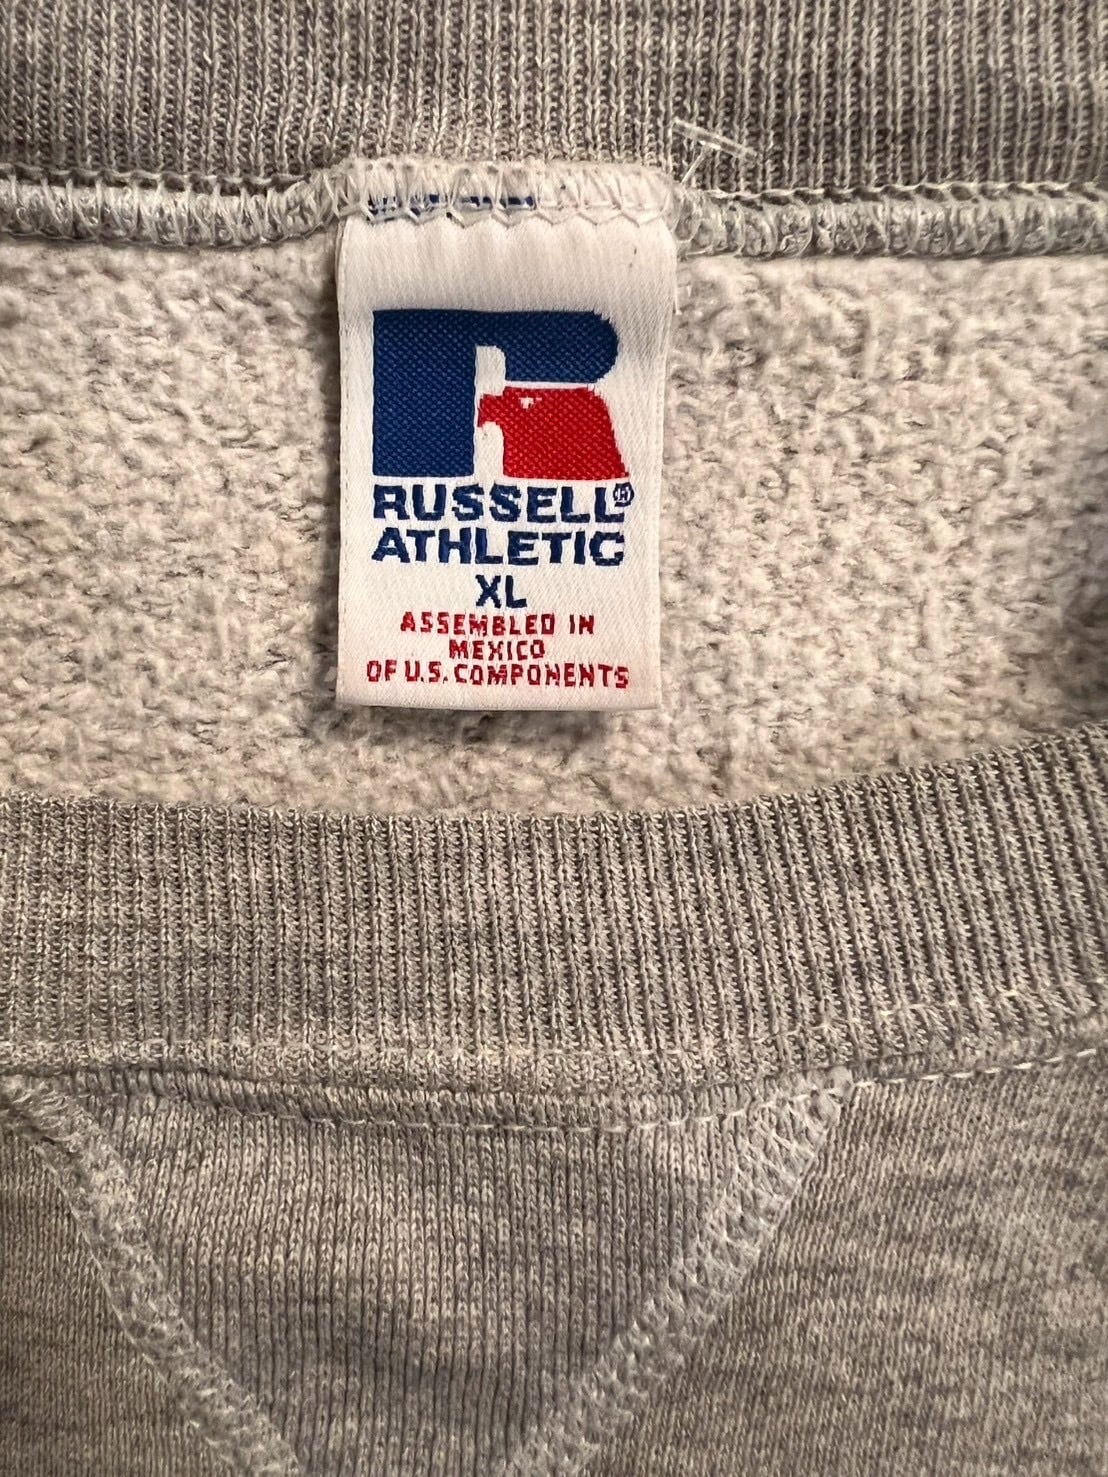 RUSSELL®
ATHLETIC
XL
ASSEMBLED IN
MEXICO
OF U.S. COMPONENTS